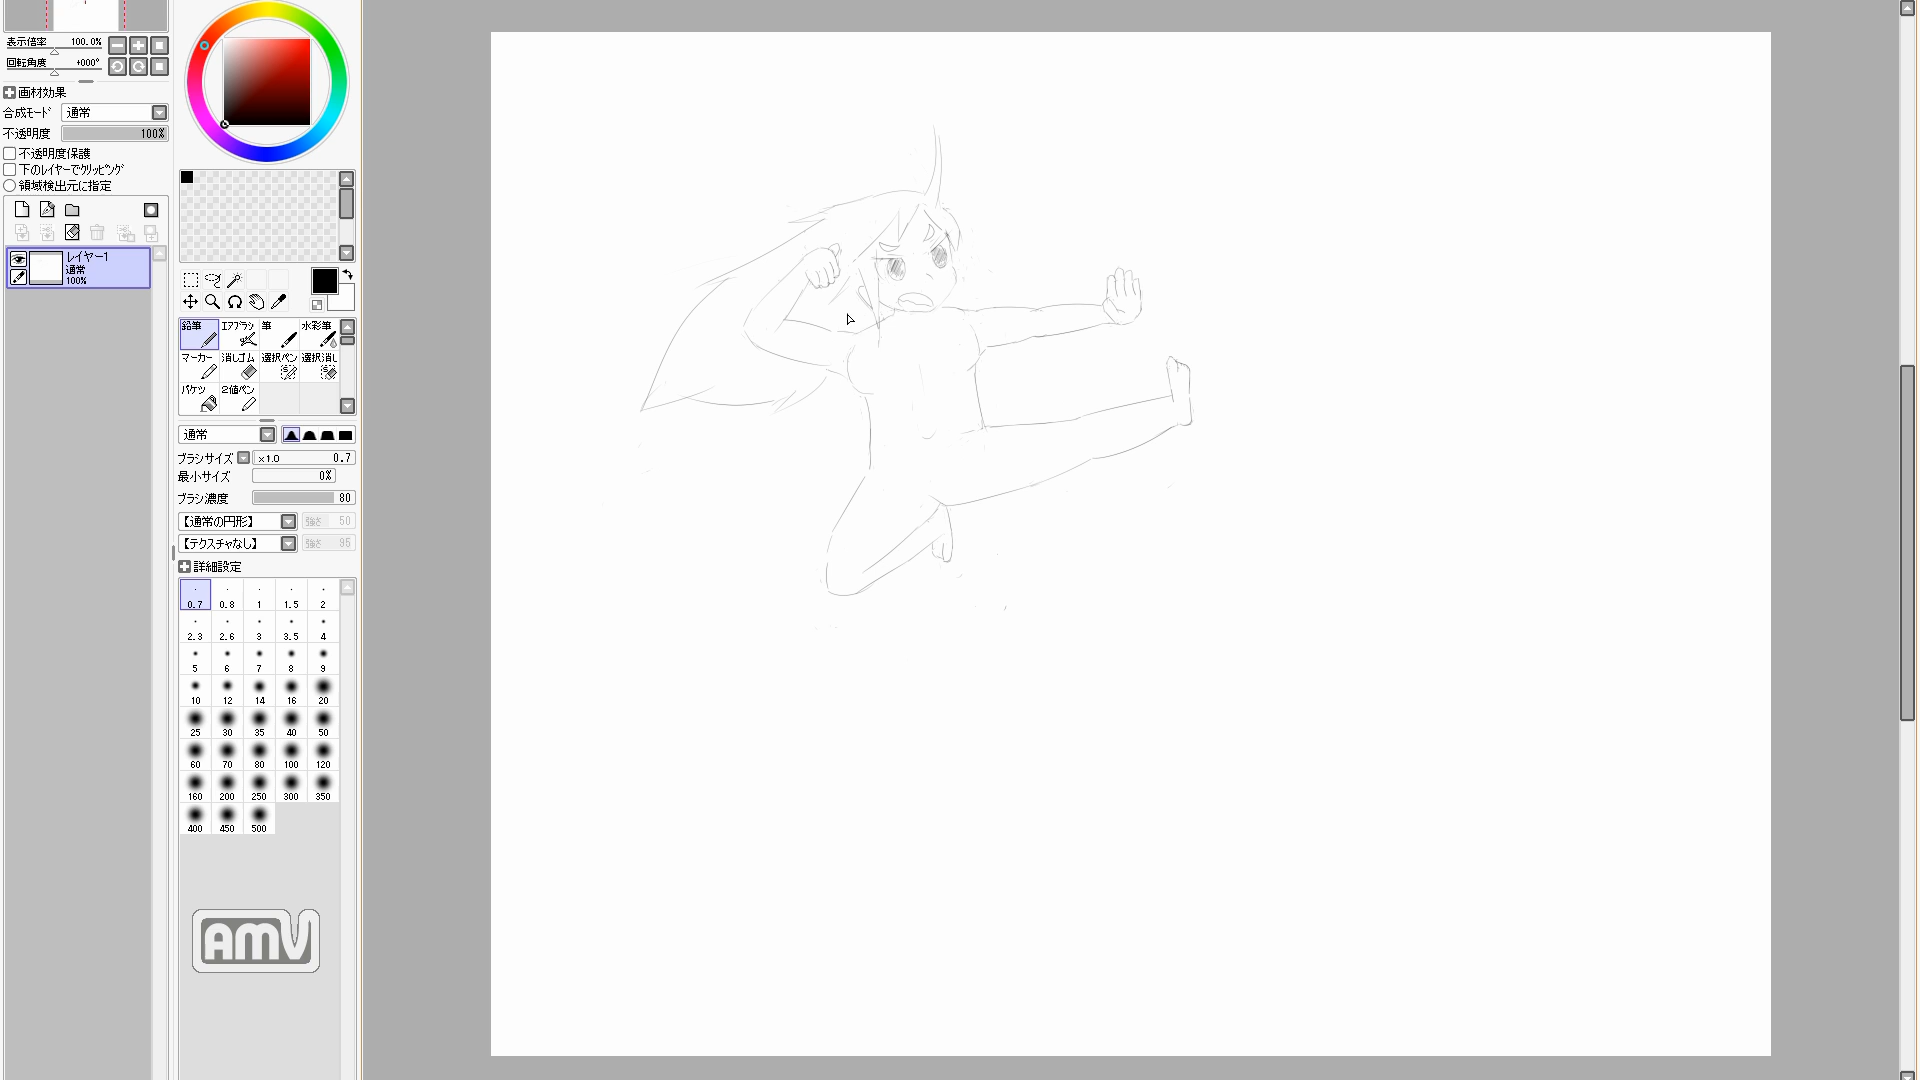 表示倍率 100.0%
回転角度 +000°
画材効果
合成モード 通常
不透明度 100%
不透明度保護
下のレイヤーでクリッピング
領域検出元に指定
レイヤー1
通常
100%
鉛筆 エアブラシ 筆 水彩筆
マーカー 消しゴム 選択ペン 選択消し
バケツ 2値ペン
通常
ブラシサイズ ×1.0 0.7
最小サイズ 0%
ブラシ濃度 80
【通常の円形】 強さ 50
【テクスチャなし】 強さ 95
詳細設定
0.7 0.8 1 1.5 2
2.3 2.6 3 3.5 4
5 6 7 8 9
10 12 14 16 20
25 30 35 40 50
60 70 80 100 120
160 200 250 300 350
400 450 500
AMV